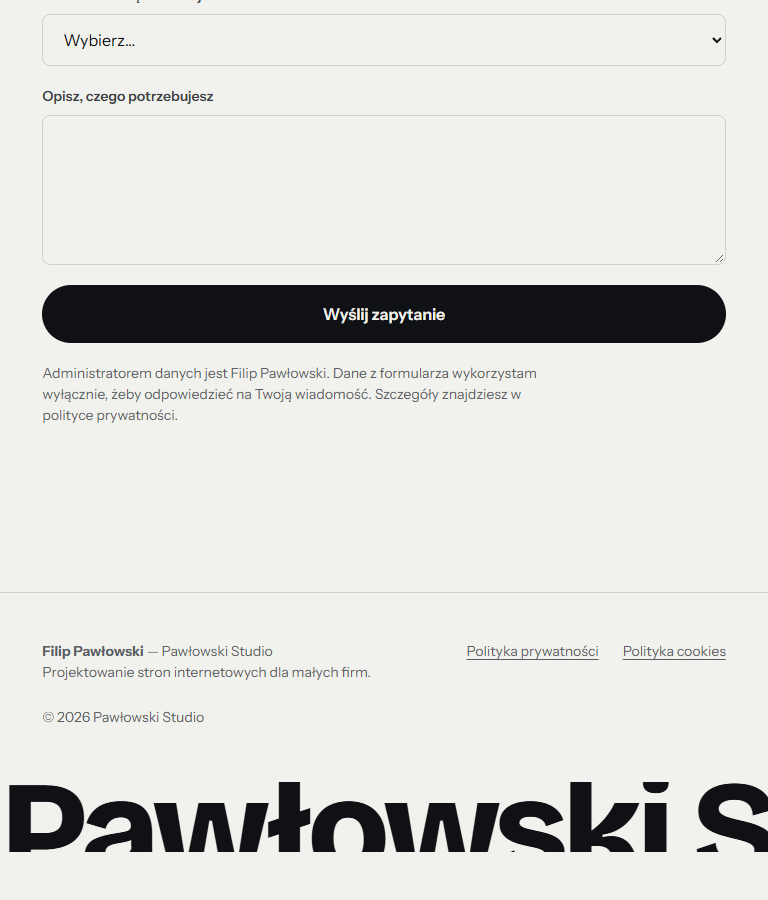 Wybierz...
Opisz, czego potrzebujesz
Wyślij zapytanie
Administratorem danych jest Filip Pawłowski. Dane z formularza wykorzystam
wyłącznie, żeby odpowiedzieć na Twoją wiadomość. Szczegóły znajdziesz w
polityce prywatności.
Filip Pawłowski — Pawłowski Studio
Polityka prywatności
Polityka cookies
Projektowanie stron internetowych dla małych firm.
© 2026 Pawłowski Studio
Pawłowski S